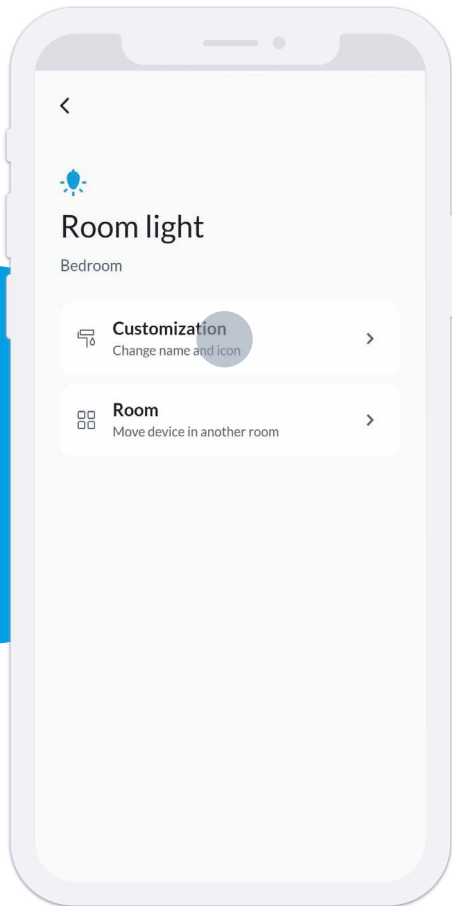 Room light
Bedroom
Customization
Change name and icon
Room
Move device in another room